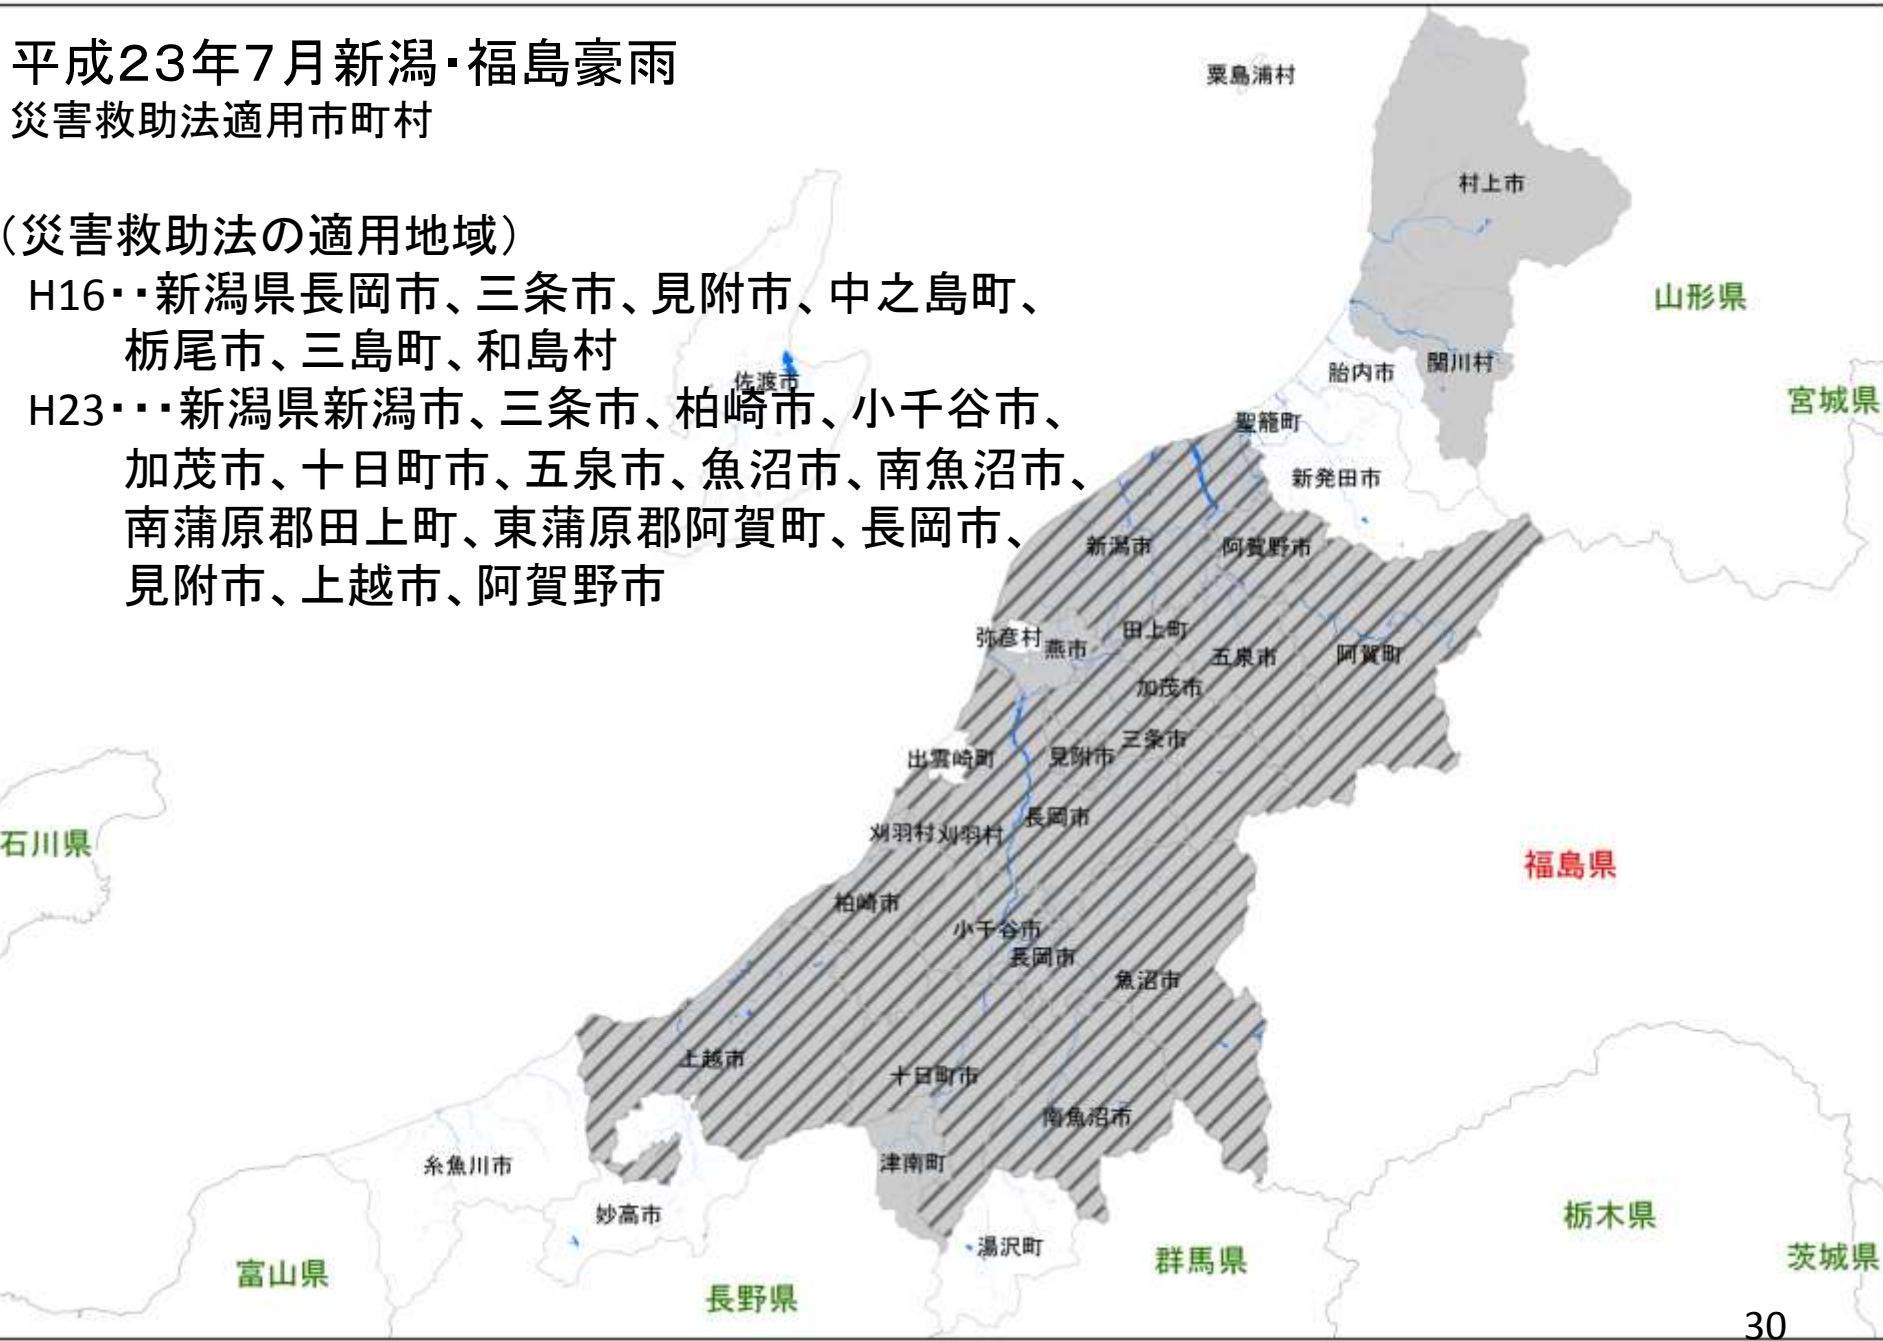 平成23年7月新潟・福島豪雨
災害救助法適用市町村
(災害救助法の適用地域)
H16・・新潟県長岡市、三条市、見附市、中之島町、
栃尾市、三島町、和島村
H23・・・新潟県新潟市、三条市、柏崎市、小千谷市、
加茂市、十日町市、五泉市、魚沼市、南魚沼市、
南蒲原郡田上町、東蒲原郡阿賀町、長岡市、
見附市、上越市、阿賀野市
粟島浦村
村上市
山形県
関川村
胎内市
佐渡市
宮城県
聖籠町
新発田市
新潟市
阿賀野市
田上町
弥彦村
燕市
五泉市
阿賀町
加茂市
三条市
見附市
出雲崎町
長岡市
刈羽村
刈羽村
石川県
福島県
柏崎市
小千谷市
長岡市
魚沼市
上越市
十日町市
南魚沼市
津南町
糸魚川市
妙高市
湯沢町
栃木県
群馬県
茨城県
富山県
長野県
30